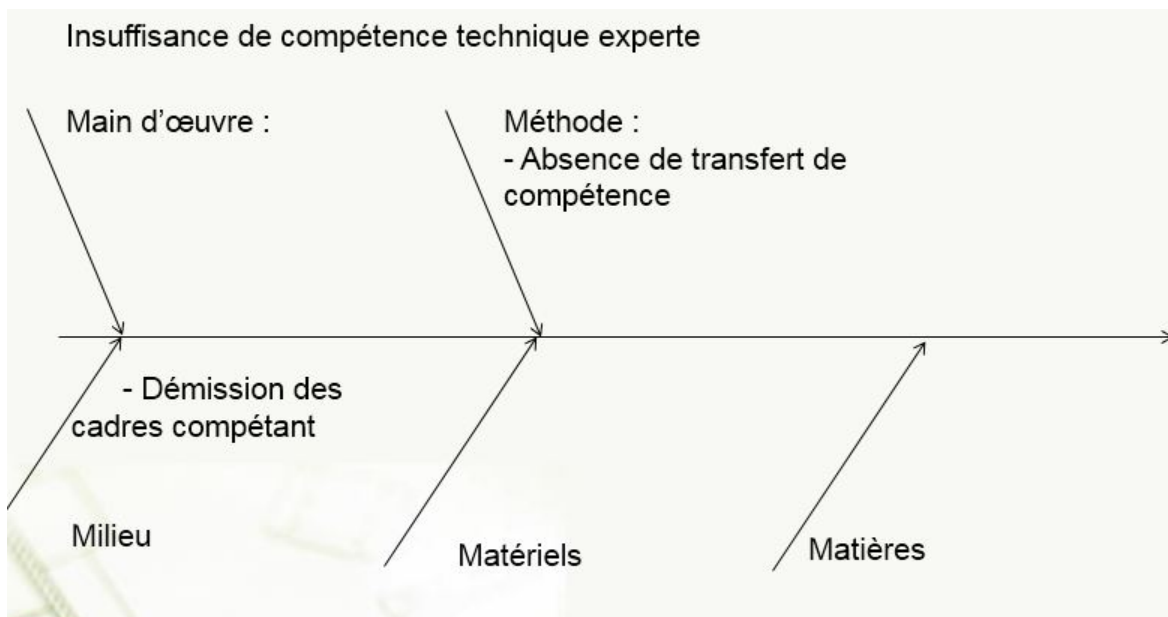 Insuffisance de compétence technique experte
Main d'œuvre :
Méthode :
- Absence de transfert de
compétence
- Démission des
cadres compétant
Milieu
Matériels
Matières